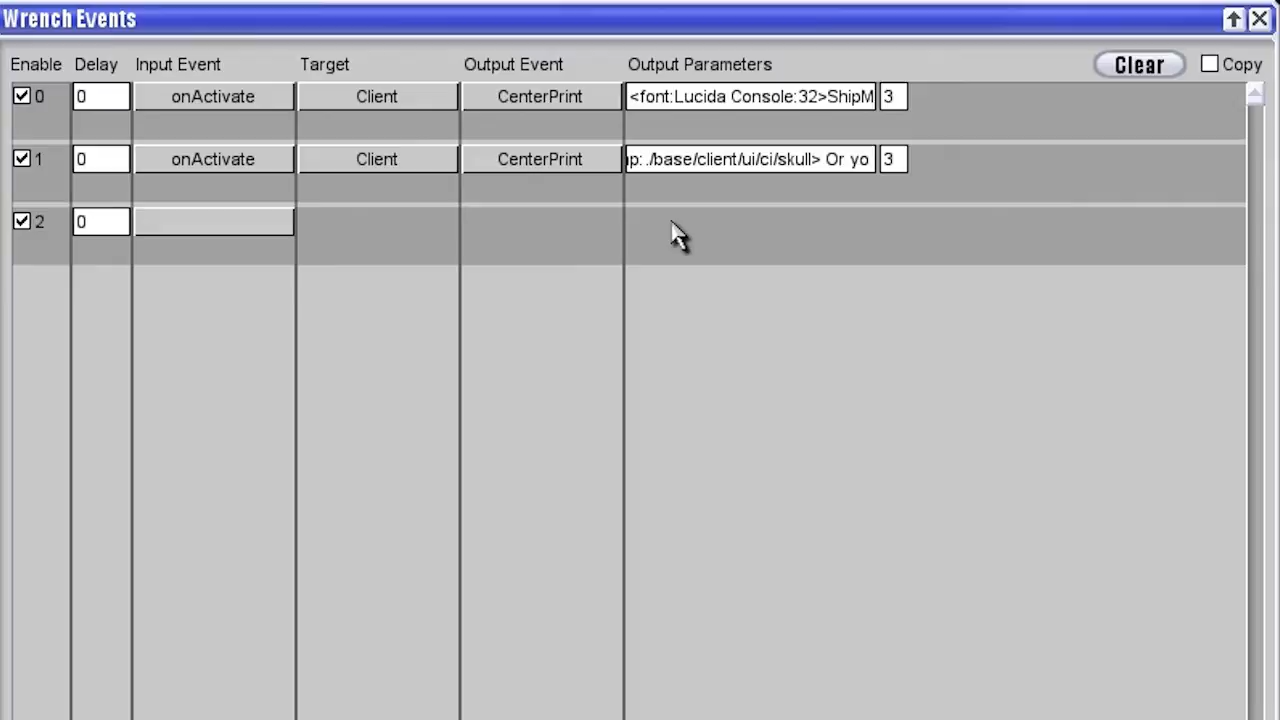 Wrench Events
Enable Delay Input Event Target Output Event Output Parameters Clear Copy
0 0 onActivate Client CenterPrint <font:Lucida Console:32>ShipM 3
1 0 onActivate Client CenterPrint ıp:./base/client/ui/ci/skull> Or yo 3
2 0